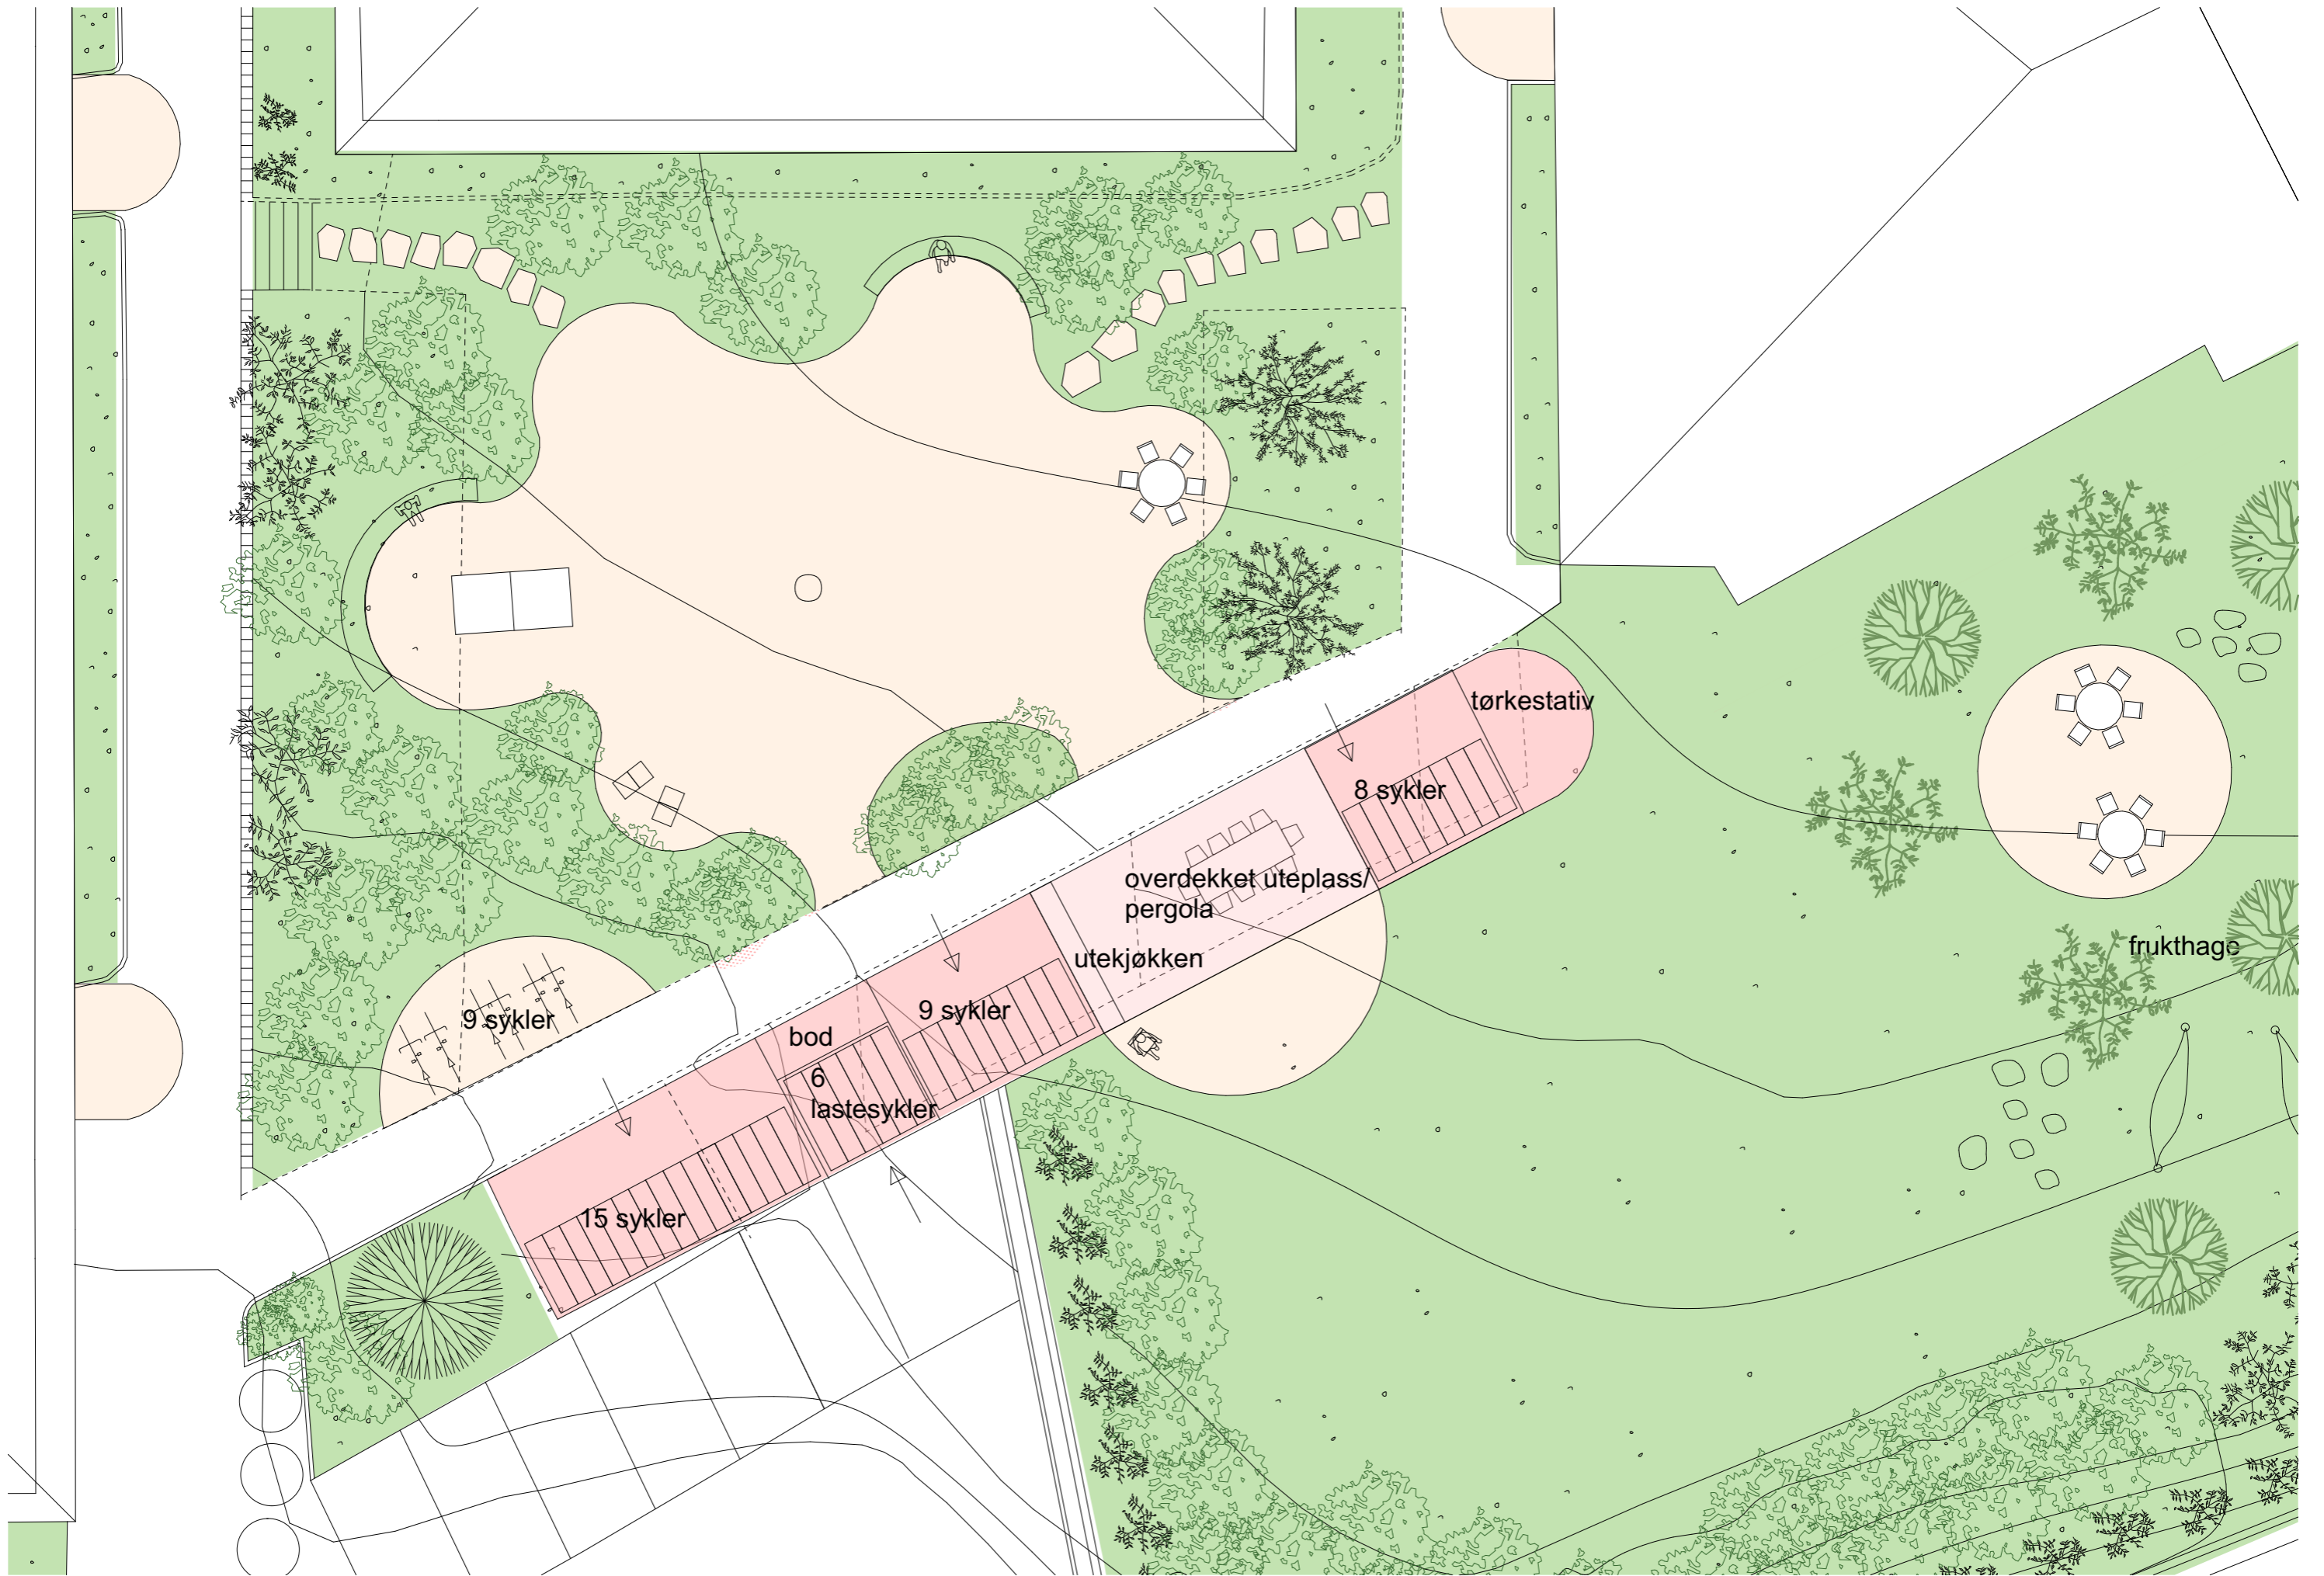 tørkestativ
8 sykler
overdekket uteplass/
pergola
utekjøkken
frukthage
9 sykler
9 sykler
bod
6
lastesykler
15 sykler